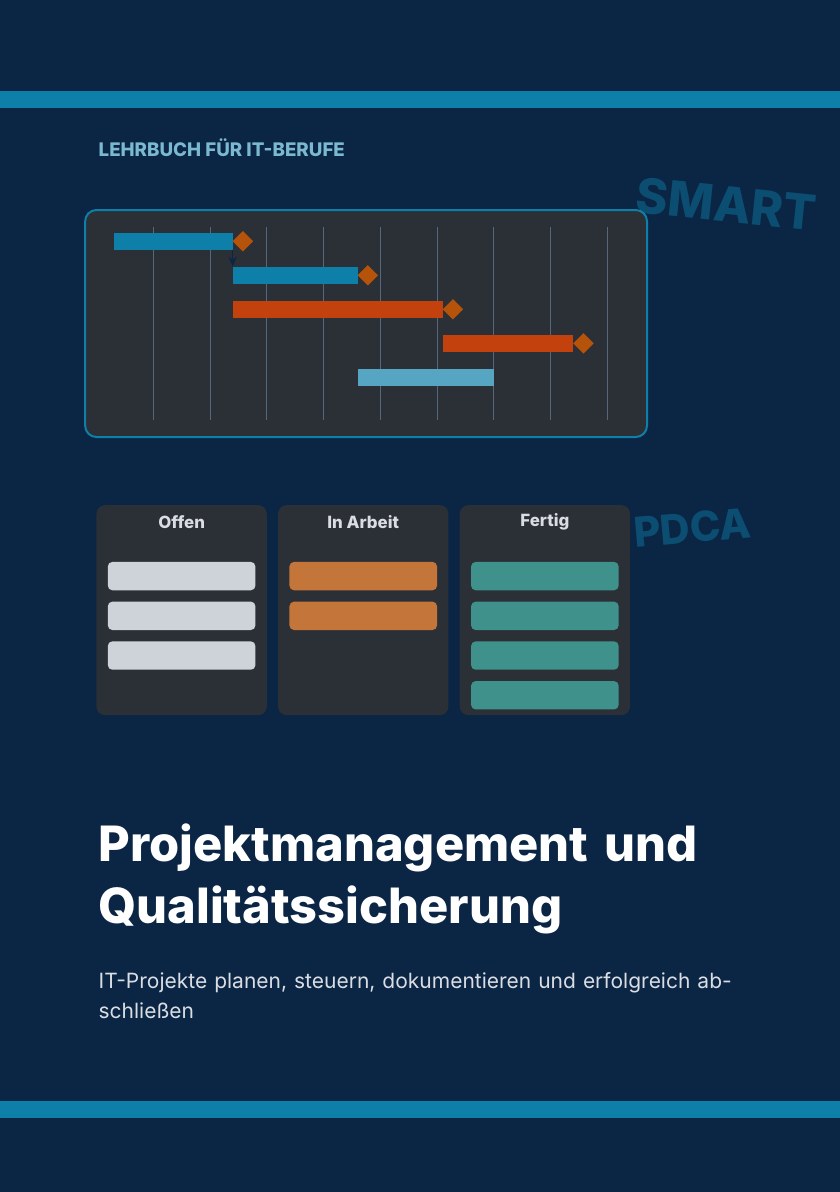 LEHRBUCH FÜR IT-BERUFE
SMART
Offen
In Arbeit
Fertig
PDCA
Projektmanagement und
Qualitätssicherung
IT-Projekte planen, steuern, dokumentieren und erfolgreich ab-
schließen